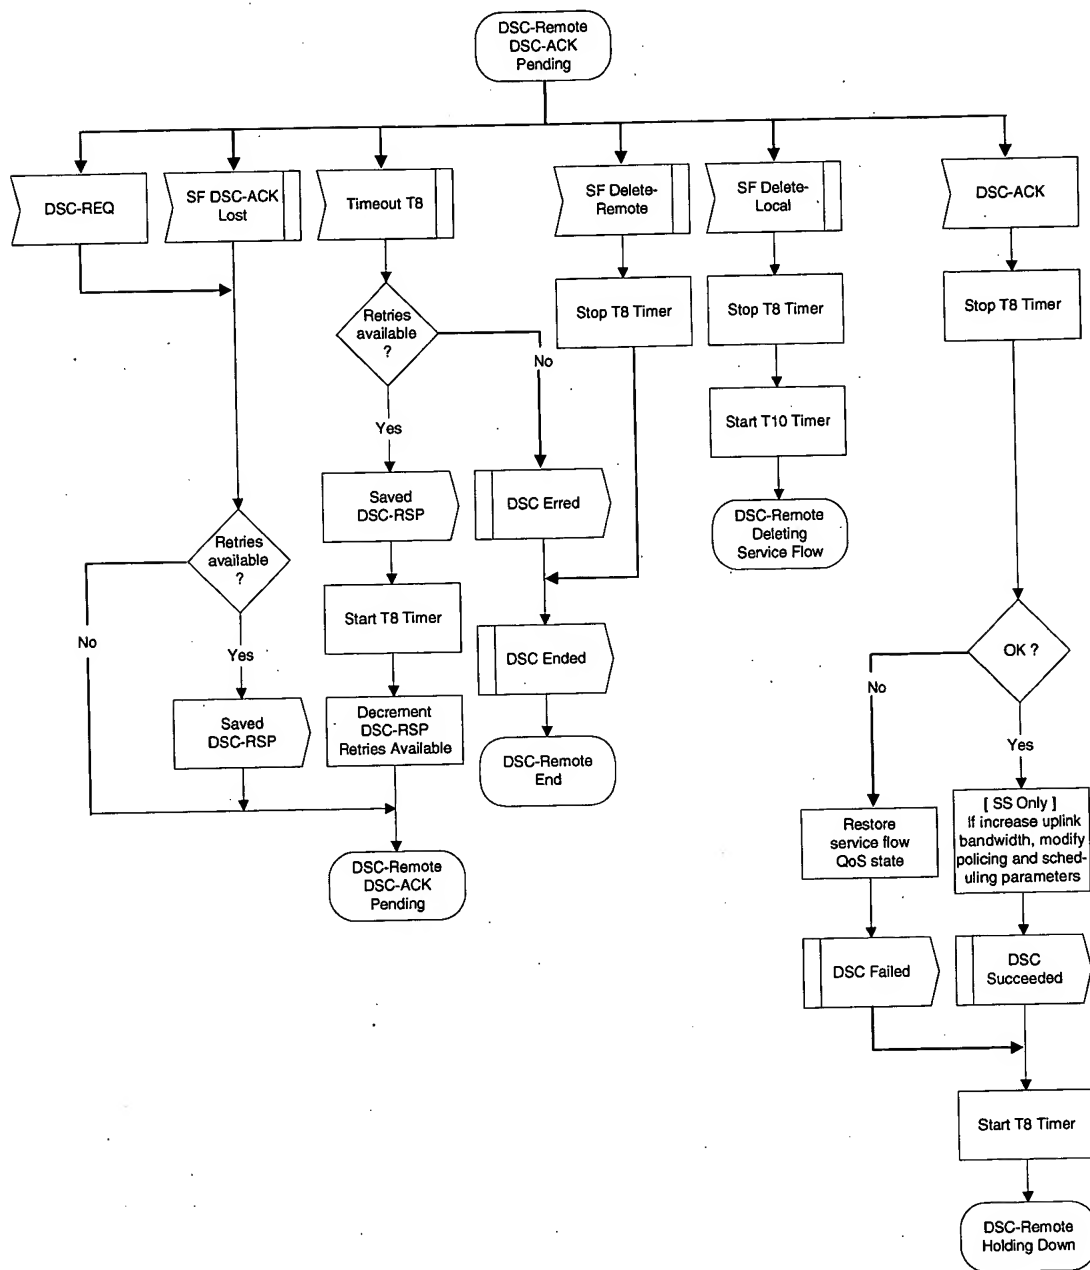 DSC-Remote
DSC-ACK
Pending
DSC-REQ
SF DSC-ACK
Lost
Timeout T8
SF Delete-
Remote
SF Delete-
Local
DSC-ACK
Retries
available
?
No
Yes
Stop T8 Timer
Stop T8 Timer
Stop T8 Timer
Start T10 Timer
Saved
DSC-RSP
DSC Erred
DSC-Remote
Deleting
Service Flow
Retries
available
?
No
Yes
Start T8 Timer
DSC Ended
OK ?
No
Yes
Saved
DSC-RSP
Decrement
DSC-RSP
Retries Available
DSC-Remote
End
Restore
service flow
QoS state
[ SS Only ]
If increase uplink
bandwidth, modify
policing and sched-
uling parameters
DSC-Remote
DSC-ACK
Pending
DSC Failed
DSC
Succeeded
Start T8 Timer
DSC-Remote
Holding Down